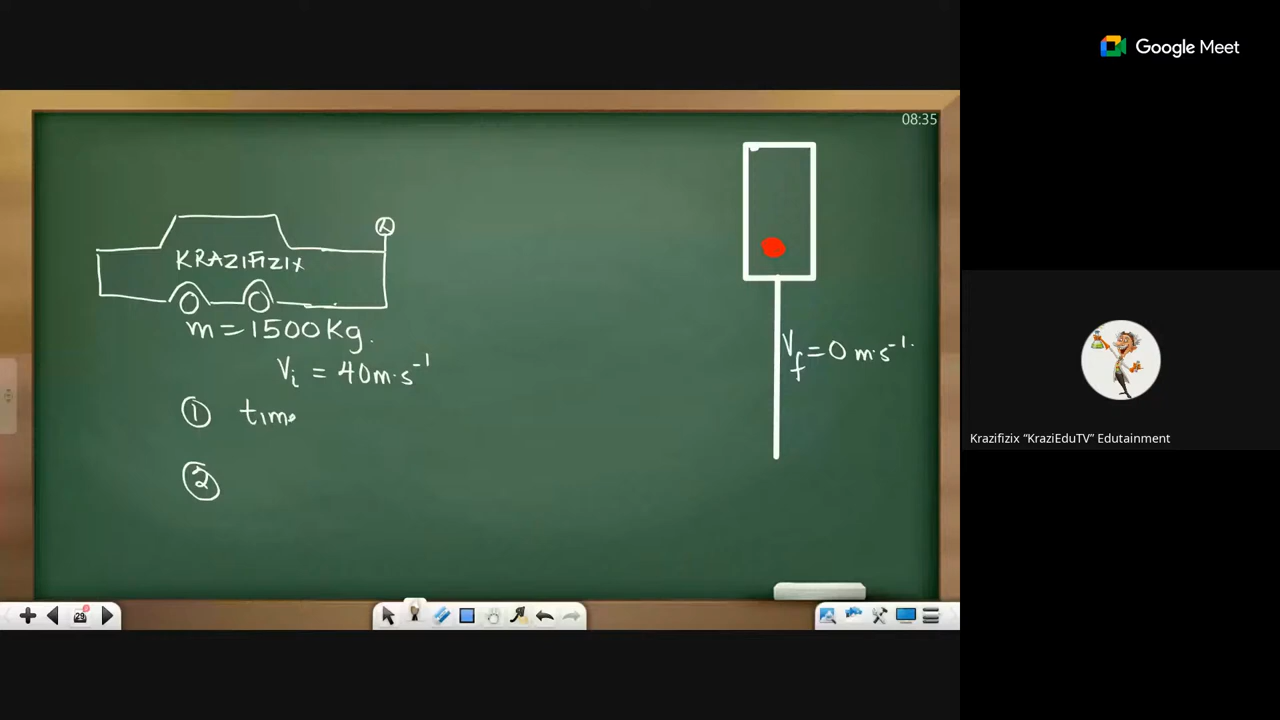 Google Meet
08:35
KRAZIFIZIX
m = 1500 Kg.
Vi = 40 m·s⁻¹
Vf = 0 m·s⁻¹.
① time
②
Krazifizix “KraziEduTV” Edutainment